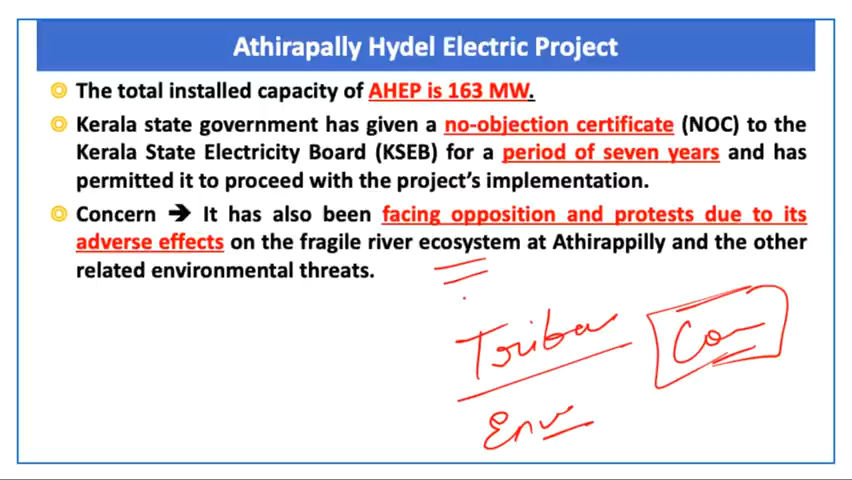 Athirapally Hydel Electric Project
The total installed capacity of AHEP is 163 MW.
Kerala state government has given a no-objection certificate (NOC) to the
Kerala State Electricity Board (KSEB) for a period of seven years and has
permitted it to proceed with the project's implementation.
Concern → It has also been facing opposition and protests due to its
adverse effects on the fragile river ecosystem at Athirappilly and the other
related environmental threats.
Env